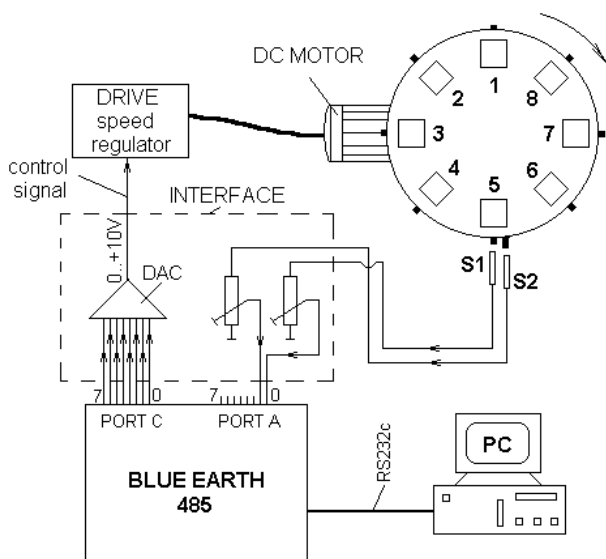 DC MOTOR
DRIVE
speed
regulator
control
signal
INTERFACE
0...+10V
DAC
1
2
3
4
5
6
7
8
S1
S2
7
0
7
0
PORT C
PORT A
BLUE EARTH
485
RS232c
PC